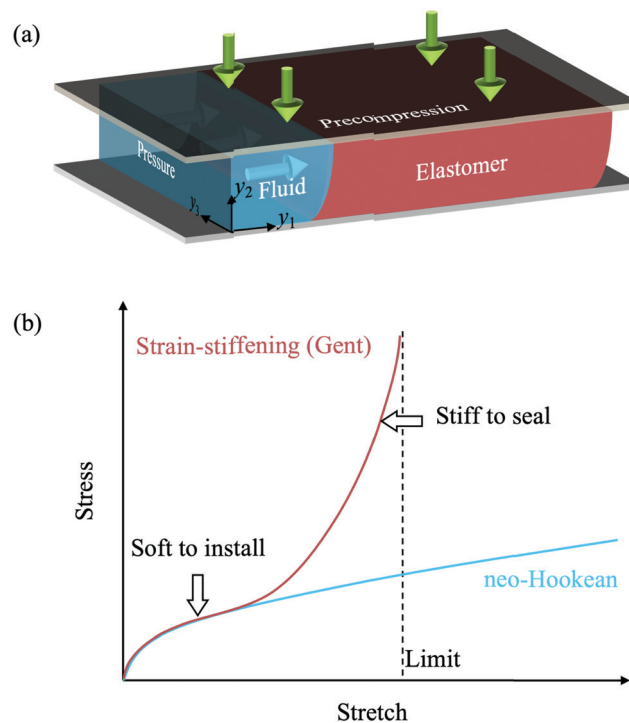 (a)
Precompression
Pressure
Fluid
Elastomer
y₂
y₃
y₁
(b)
Strain-stiffening (Gent)
Stiff to seal
Soft to install
neo-Hookean
Limit
Stress
Stretch